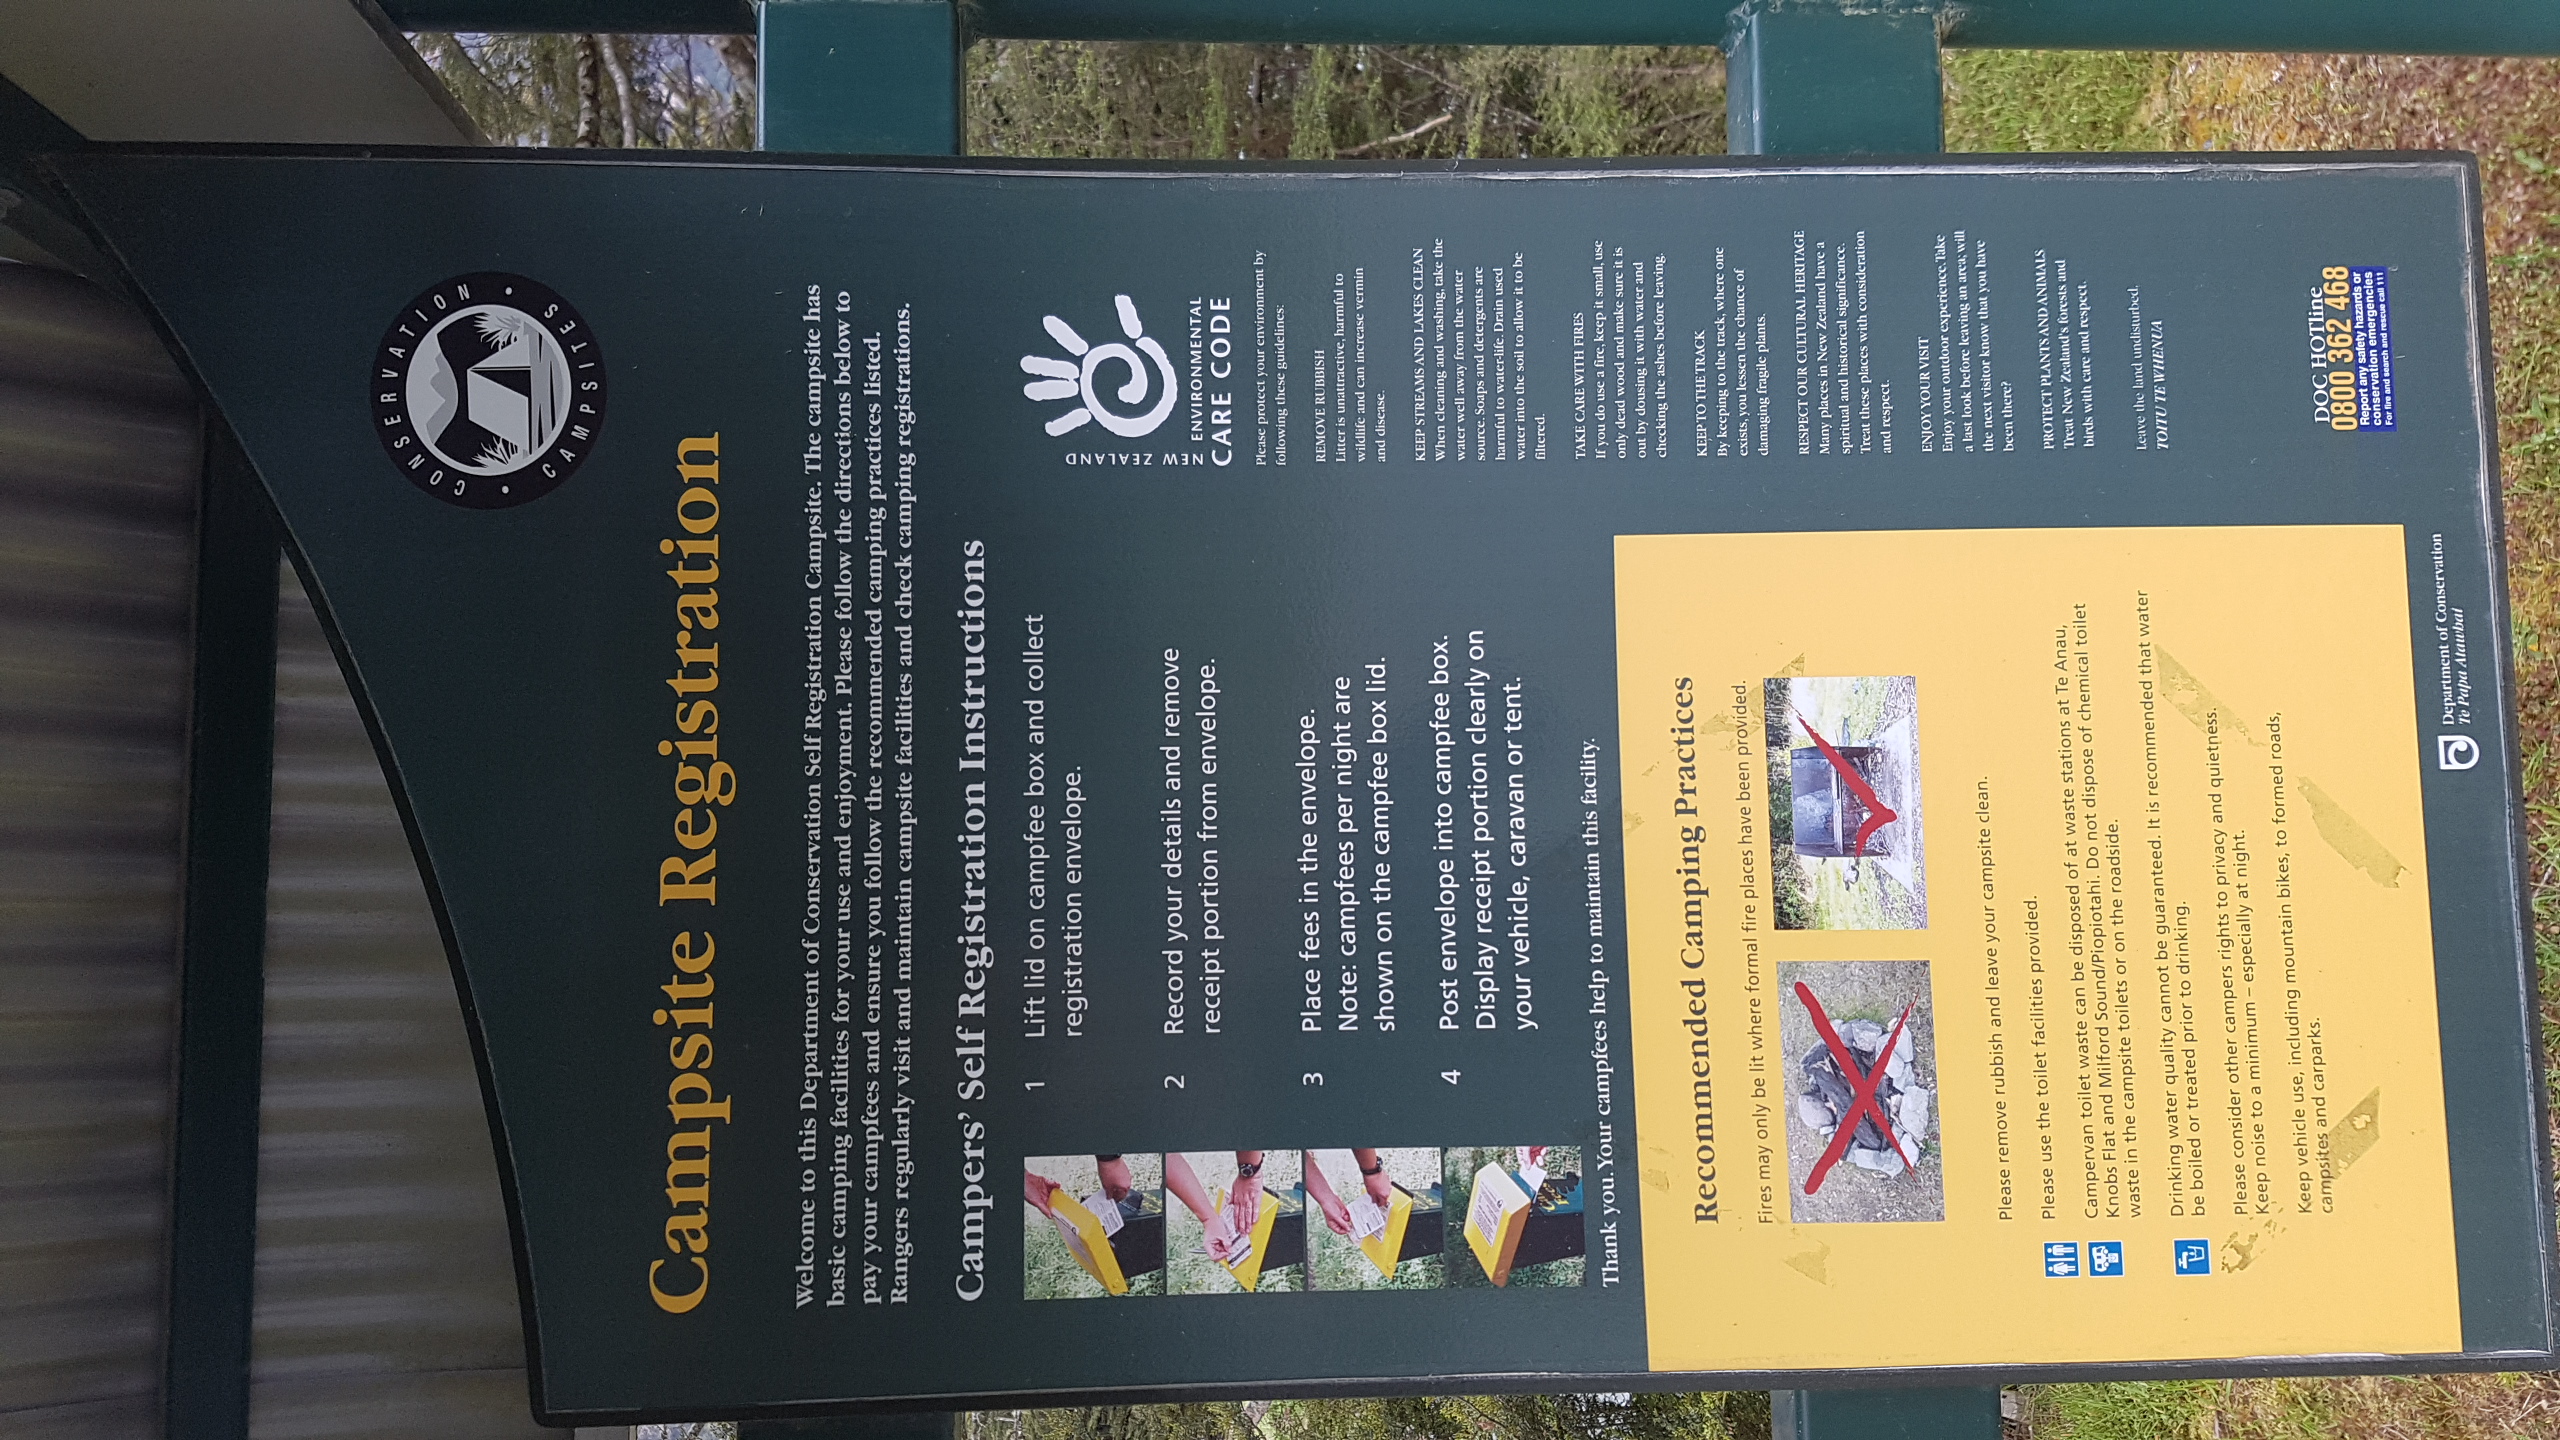 CONSERVATION
CAMPSITES
Campsite Registration
Welcome to this Department of Conservation Self Registration Campsite. The campsite has
basic camping facilities for your use and enjoyment. Please follow the directions below to
pay your campfees and ensure you follow the recommended camping practices listed.
Rangers regularly visit and maintain campsite facilities and check camping registrations.
Campers' Self Registration Instructions
1 Lift lid on campfee box and collect
registration envelope.
2 Record your details and remove
receipt portion from envelope.
3 Place fees in the envelope.
Note: campfees per night are
shown on the campfee box lid.
4 Post envelope into campfee box.
Display receipt portion clearly on
your vehicle, caravan or tent.
Thank you. Your campfees help to maintain this facility.
Recommended Camping Practices
Fires may only be lit where formal fire places have been provided.
Please remove rubbish and leave your campsite clean.
Please use the toilet facilities provided.
Campervan toilet waste can be disposed of at waste stations at Te Anau,
Knobs Flat and Milford Sound/Piopiotahi. Do not dispose of chemical toilet
waste in the campsite toilets or on the roadside.
Drinking water quality cannot be guaranteed. It is recommended that water
be boiled or treated prior to drinking.
Please consider other campers rights to privacy and quietness.
Keep noise to a minimum – especially at night.
Keep vehicle use, including mountain bikes, to formed roads,
campsites and carparks.
NEW ZEALAND
ENVIRONMENTAL
CARE CODE
Please protect your environment by
following these guidelines:
REMOVE RUBBISH
Litter is unattractive, harmful to
wildlife and can increase vermin
and disease.
KEEP STREAMS AND LAKES CLEAN
When cleaning and washing, take the
water well away from the water
source. Soaps and detergents are
harmful to water-life. Drain used
water into the soil to allow it to be
filtered.
TAKE CARE WITH FIRES
If you do use a fire, keep it small, use
only dead wood and make sure it is
out by dousing it with water and
checking the ashes before leaving.
KEEP TO THE TRACK
By keeping to the track, where one
exists, you lessen the chance of
damaging fragile plants.
RESPECT OUR CULTURAL HERITAGE
Many places in New Zealand have a
spiritual and historical significance.
Treat these places with consideration
and respect.
ENJOY YOUR VISIT
Enjoy your outdoor experience. Take
a last look before leaving an area; will
the next visitor know that you have
been there?
PROTECT PLANTS AND ANIMALS
Treat New Zealand's forests and
birds with care and respect.
Leave the land undisturbed.
TOITU TE WHENUA
DOC HOTline
0800 362 468
Report any safety hazards or
conservation emergencies
For fire and search and rescue call 111
Department of Conservation
Te Papa Atawhai